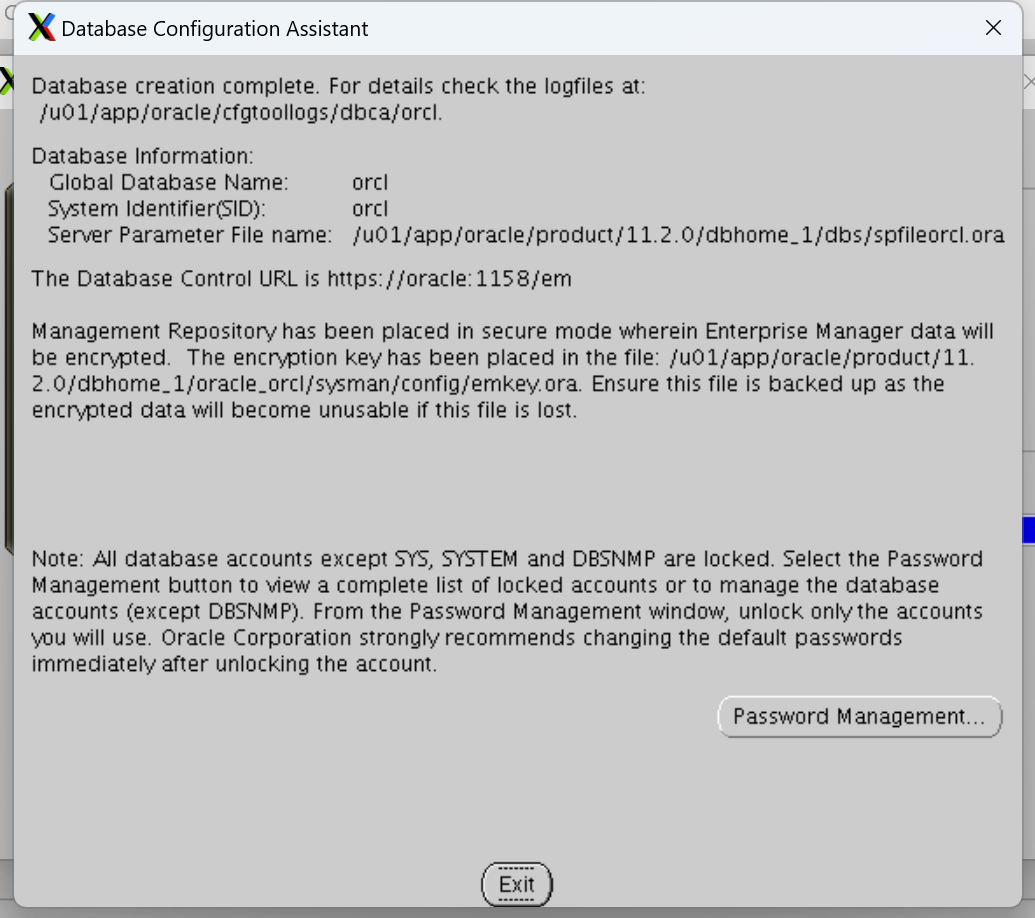 Database Configuration Assistant
Database creation complete. For details check the logfiles at:
/u01/app/oracle/cfgtoollogs/dbca/orcl.
Database Information:
Global Database Name: orcl
System Identifier(SID): orcl
Server Parameter File name: /u01/app/oracle/product/11.2.0/dbhome_1/dbs/spfileorcl.ora
The Database Control URL is https://oracle:1158/em
Management Repository has been placed in secure mode wherein Enterprise Manager data will
be encrypted.  The encryption key has been placed in the file: /u01/app/oracle/product/11.
2.0/dbhome_1/oracle_orcl/sysman/config/emkey.ora. Ensure this file is backed up as the
encrypted data will become unusable if this file is lost.
Note: All database accounts except SYS, SYSTEM and DBSNMP are locked. Select the Password
Management button to view a complete list of locked accounts or to manage the database
accounts (except DBSNMP). From the Password Management window, unlock only the accounts
you will use. Oracle Corporation strongly recommends changing the default passwords
immediately after unlocking the account.
Password Management...
Exit